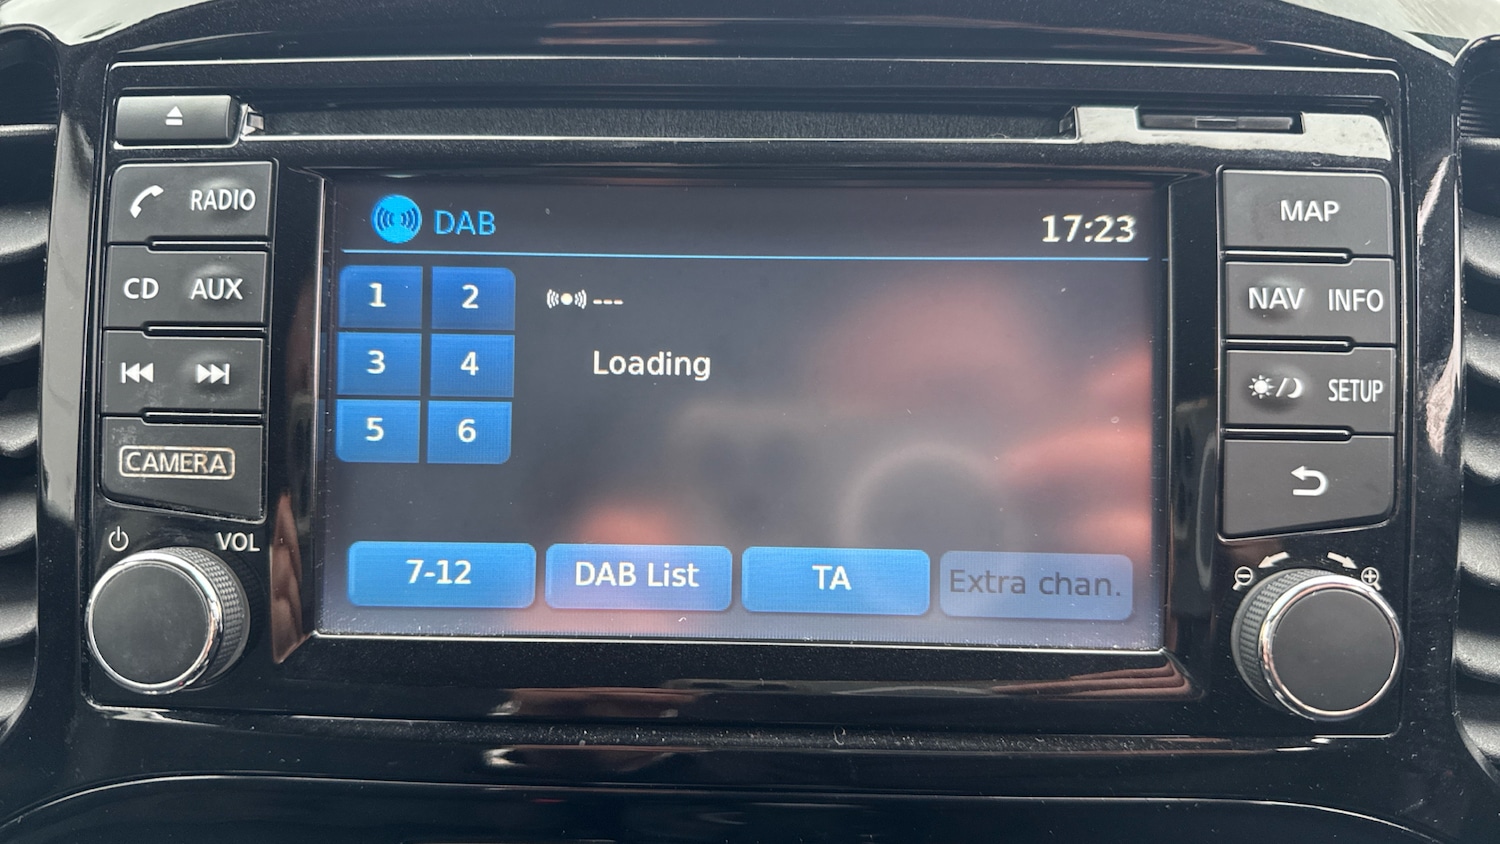 DAB
17:23
RADIO
MAP
CD AUX
1 2
---
NAV INFO
3 4
Loading
SETUP
5 6
CAMERA
VOL
7-12
DAB List
TA
Extra chan.